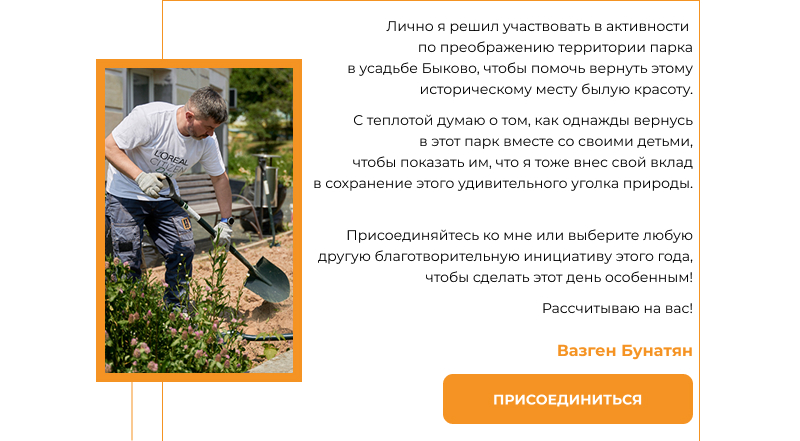 Лично я решил участвовать в активности
по преображению территории парка
в усадьбе Быково, чтобы помочь вернуть этому
историческому месту былую красоту.
С теплотой думаю о том, как однажды вернусь
в этот парк вместе со своими детьми,
чтобы показать им, что я тоже внес свой вклад
в сохранение этого удивительного уголка природы.
Присоединяйтесь ко мне или выберите любую
другую благотворительную инициативу этого года,
чтобы сделать этот день особенным!
Рассчитываю на вас!
Вазген Бунатян
ПРИСОЕДИНИТЬСЯ
L'ORÉAL
CITIZEN
DAY